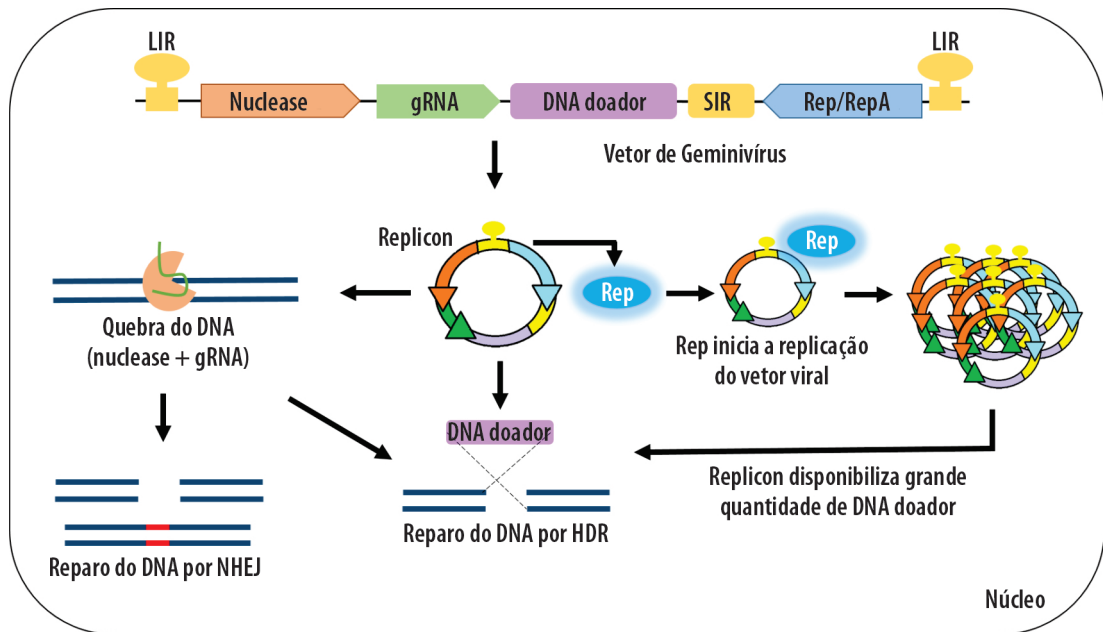 LIR
LIR
Nuclease
gRNA
DNA doador
SIR
Rep/RepA
Vetor de Geminivírus
Replicon
Rep
Rep
Quebra do DNA
(nuclease + gRNA)
Rep inicia a replicação
do vetor viral
DNA doador
Replicon disponibiliza grande
quantidade de DNA doador
Reparo do DNA por HDR
Reparo do DNA por NHEJ
Núcleo